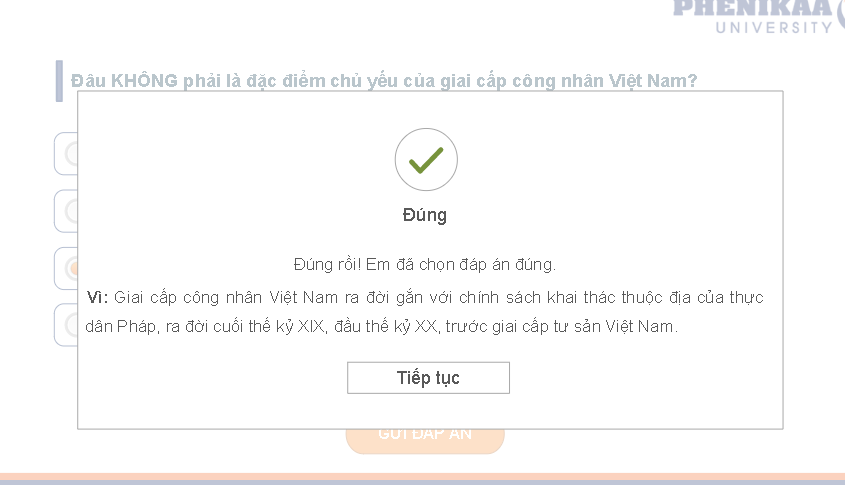 PHENIKAA
UNIVERSITY
Đâu KHÔNG phải là đặc điểm chủ yếu của giai cấp công nhân Việt Nam?
Đúng
Đúng rồi! Em đã chọn đáp án đúng.
Vì: Giai cấp công nhân Việt Nam ra đời gắn với chính sách khai thác thuộc địa của thực
dân Pháp, ra đời cuối thế kỷ XIX, đầu thế kỷ XX, trước giai cấp tư sản Việt Nam.
Tiếp tục
GỬI ĐÁP ÁN